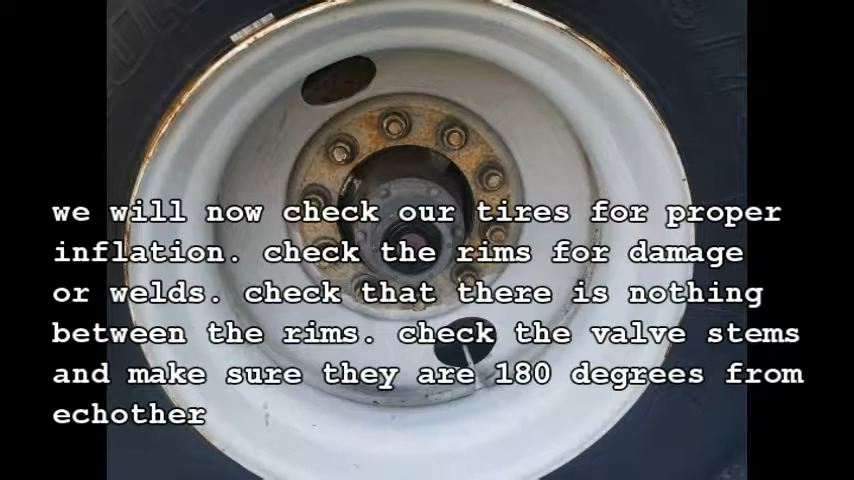 we will now check our tires for proper
inflation. check the rims for damage
or welds. check that there is nothing
between the rims. check the valve stems
and make sure they are 180 degrees from
echother